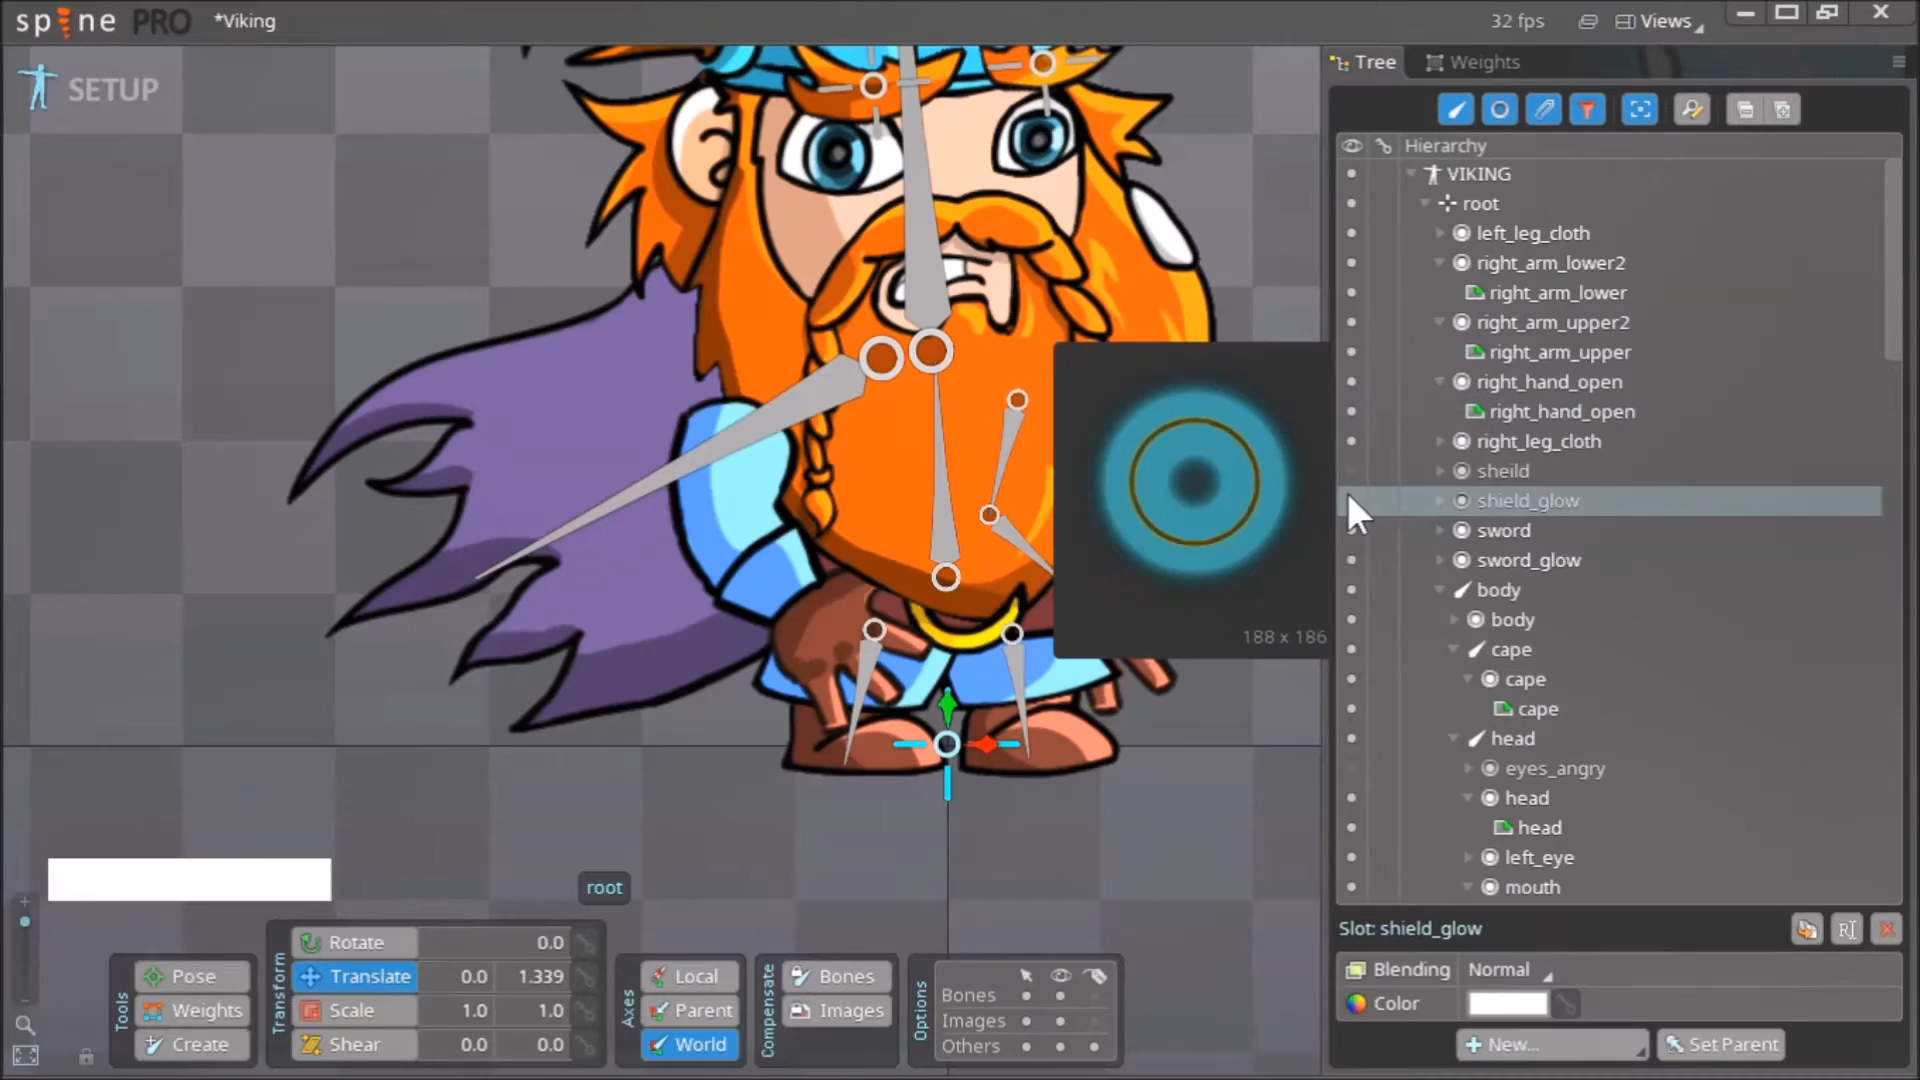 spine PRO *Viking 32 fps Views
SETUP
Tree Weights
Hierarchy
VIKING
root
left_leg_cloth
right_arm_lower2
right_arm_lower
right_arm_upper2
right_arm_upper
right_hand_open
right_hand_open
right_leg_cloth
sheild
shield_glow
sword
sword_glow
body
body
cape
cape
cape
head
eyes_angry
head
head
left_eye
mouth
188 x 186
root
Tools
Pose
Weights
Create
Transform
Rotate 0.0
Translate 0.0 1.339
Scale 1.0 1.0
Shear 0.0 0.0
Axes
Local
Parent
World
Compensate
Bones
Images
Options
Bones
Images
Others
Slot: shield_glow
Blending Normal
Color
New... Set Parent